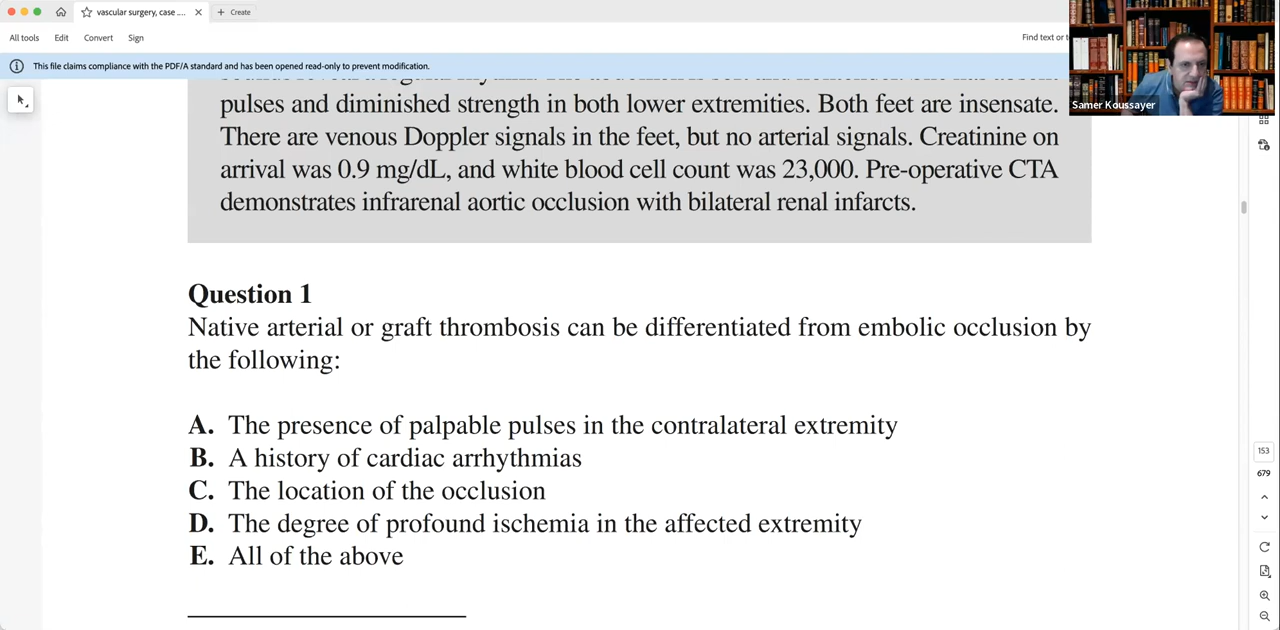 vascular surgery, case ....
Create
All tools Edit Convert Sign
Find text or to
This file claims compliance with the PDF/A standard and has been opened read-only to prevent modification.
Samer Koussayer
pulses and diminished strength in both lower extremities. Both feet are insensate.
There are venous Doppler signals in the feet, but no arterial signals. Creatinine on
arrival was 0.9 mg/dL, and white blood cell count was 23,000. Pre-operative CTA
demonstrates infrarenal aortic occlusion with bilateral renal infarcts.
Question 1
Native arterial or graft thrombosis can be differentiated from embolic occlusion by
the following:
A. The presence of palpable pulses in the contralateral extremity
B. A history of cardiac arrhythmias
C. The location of the occlusion
D. The degree of profound ischemia in the affected extremity
E. All of the above
153
679